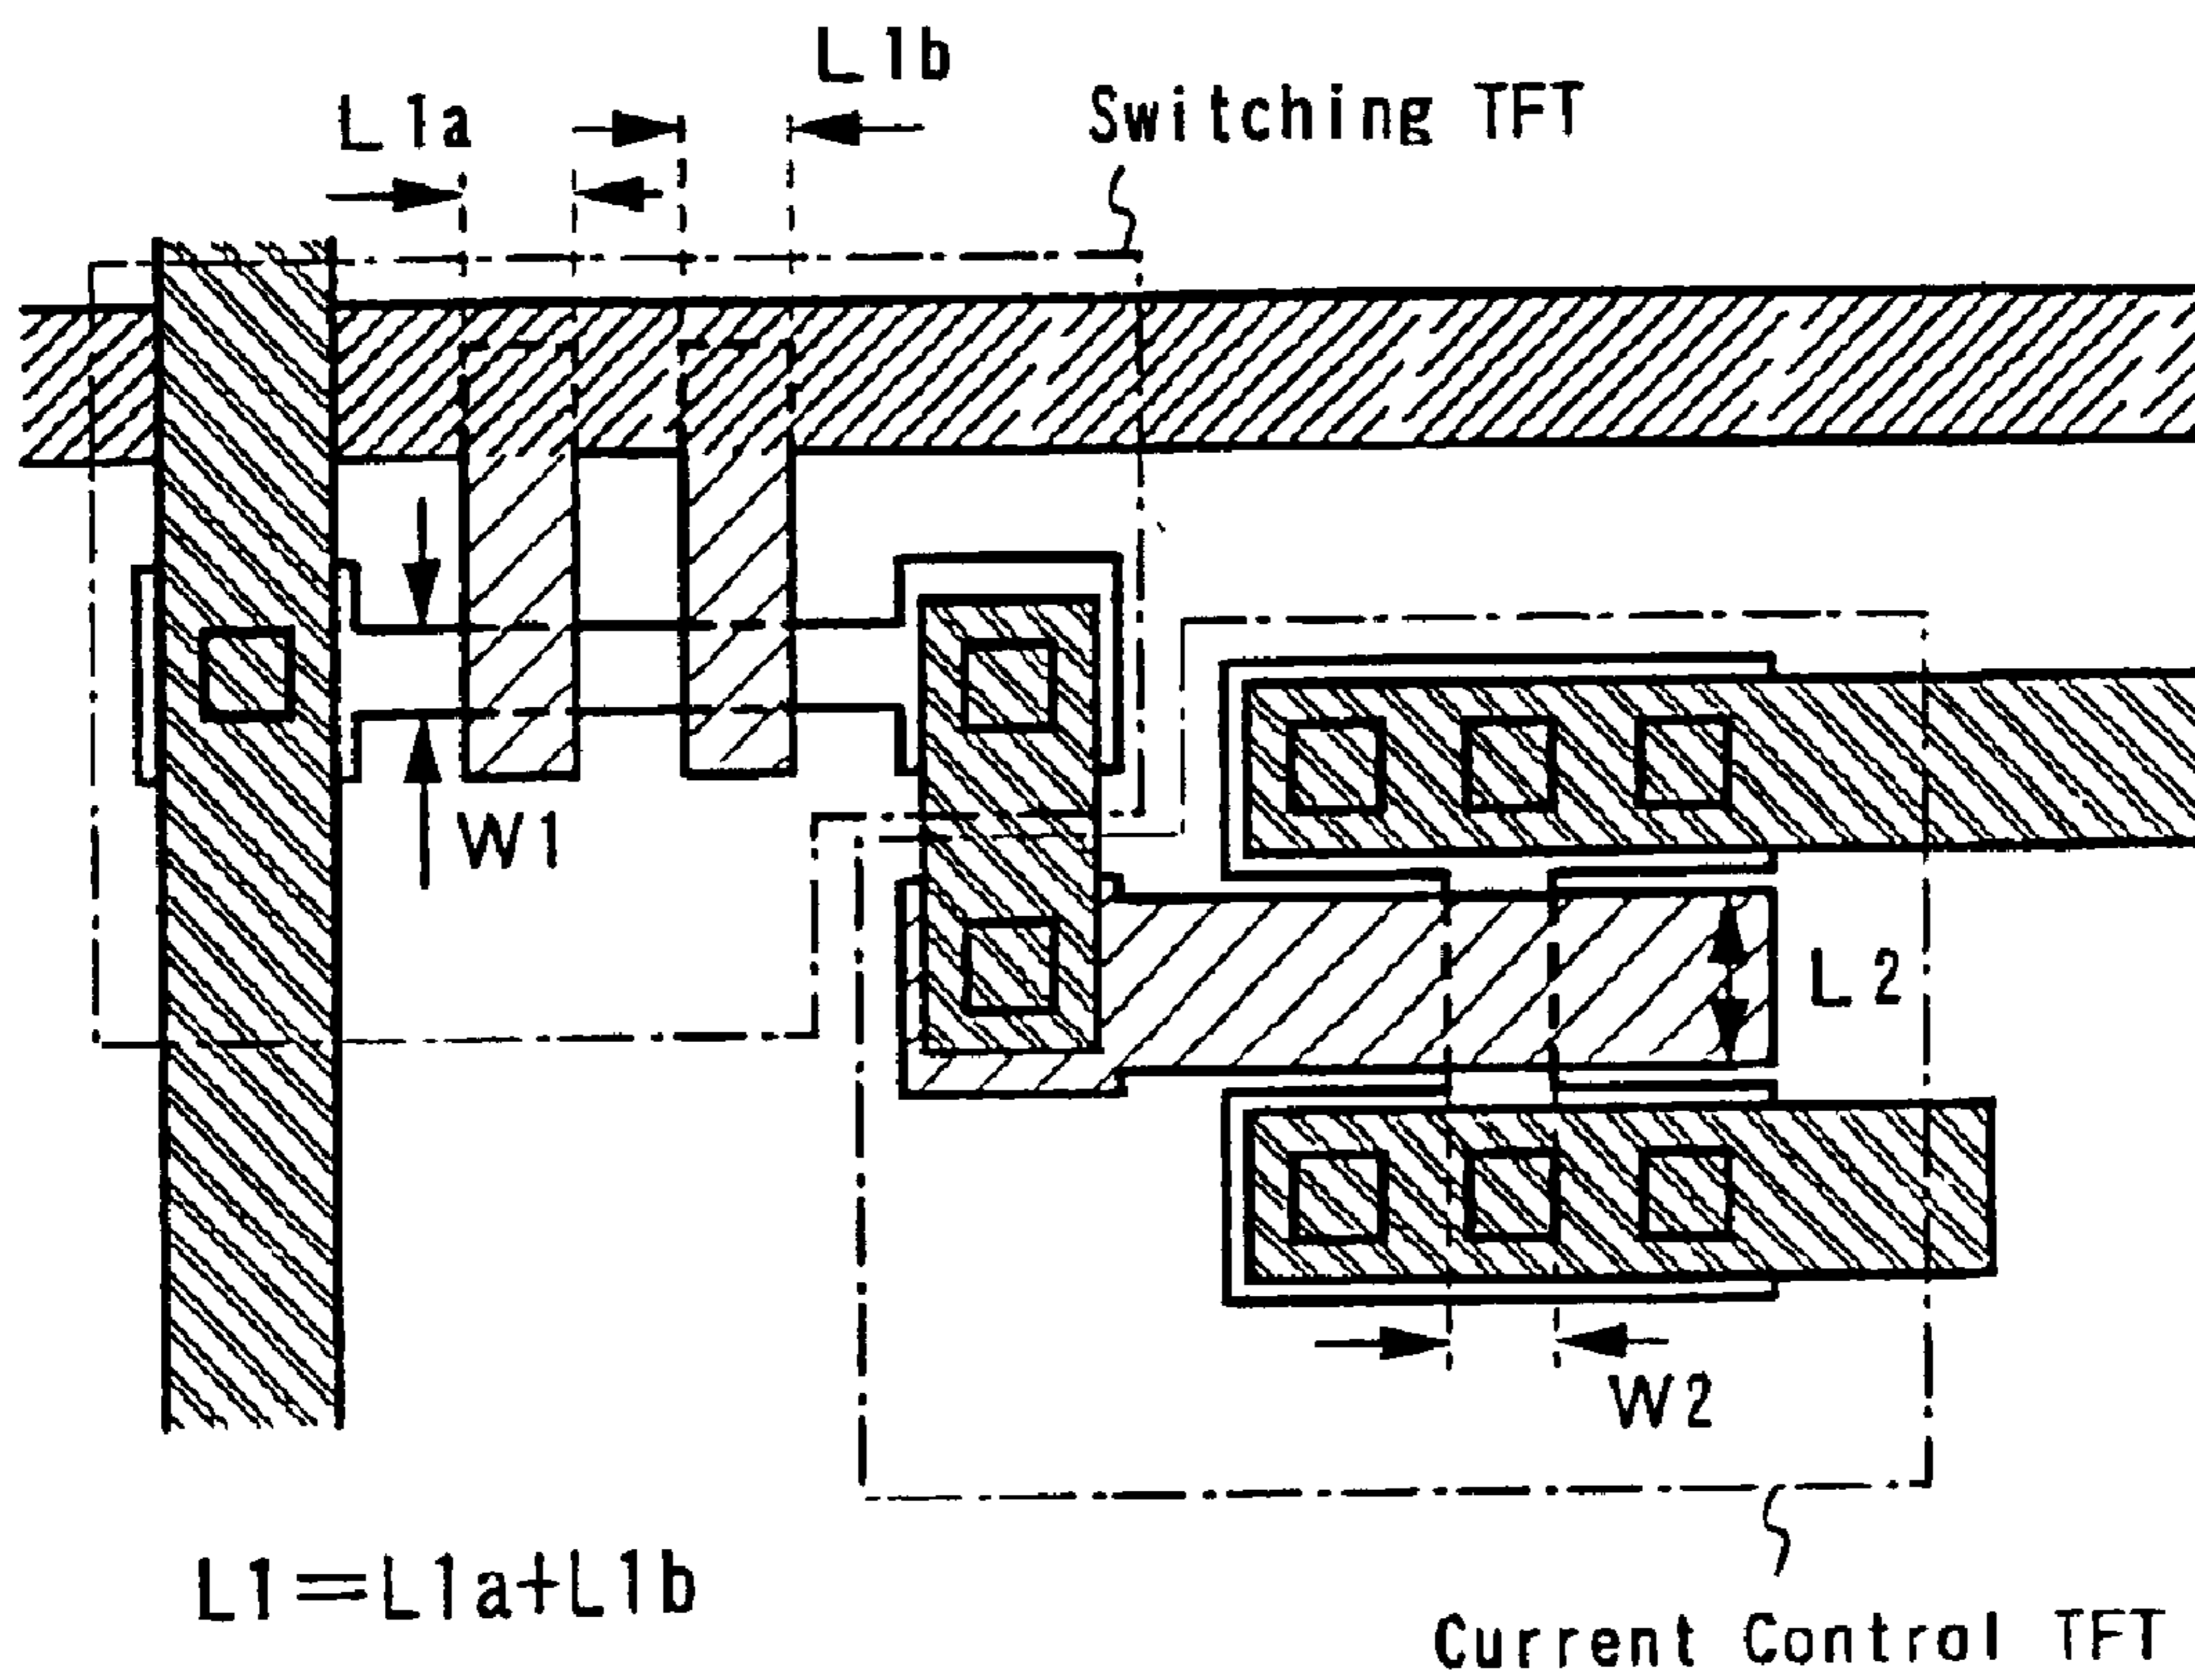 L1b
L1a
Switching TFT
W1
L2
W2
L1=L1a+L1b
Current Control TFT